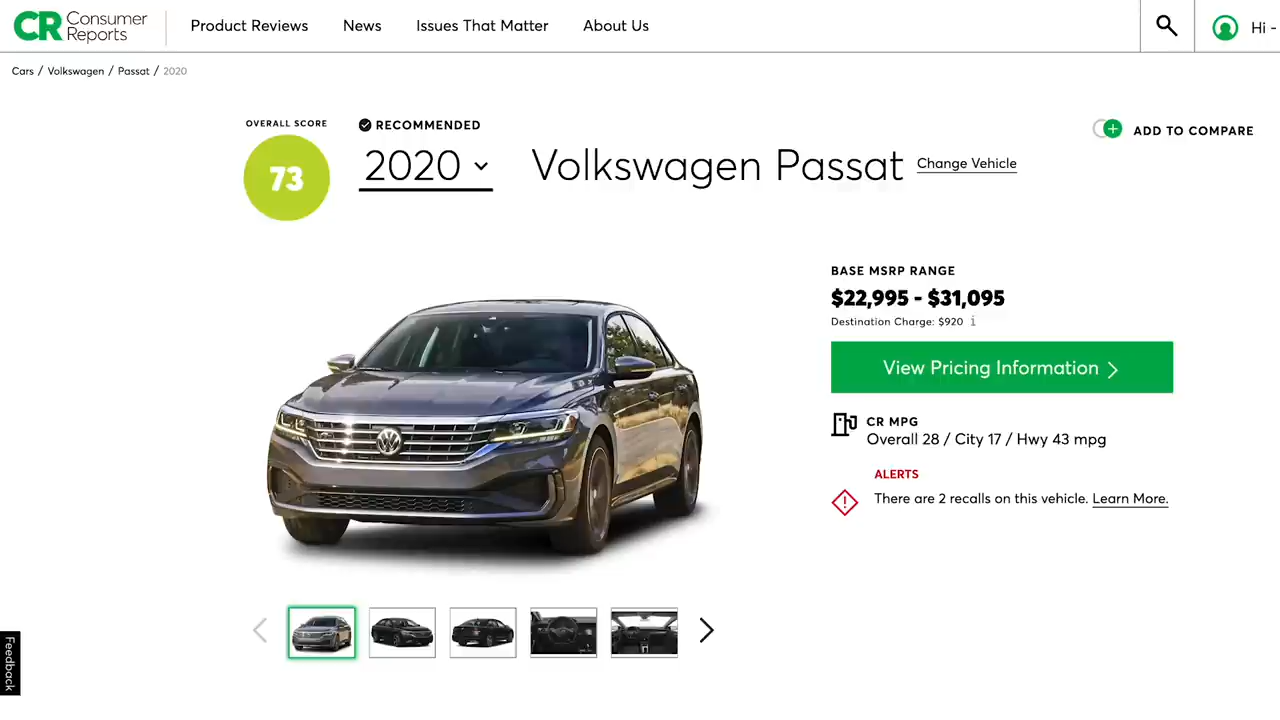 CR Consumer Reports
Product Reviews
News
Issues That Matter
About Us
Hi -
Cars / Volkswagen / Passat / 2020
OVERALL SCORE
73
RECOMMENDED
2020
Volkswagen Passat
Change Vehicle
ADD TO COMPARE
BASE MSRP RANGE
$22,995 - $31,095
Destination Charge: $920 i
View Pricing Information
CR MPG
Overall 28 / City 17 / Hwy 43 mpg
ALERTS
There are 2 recalls on this vehicle. Learn More.
Feedback